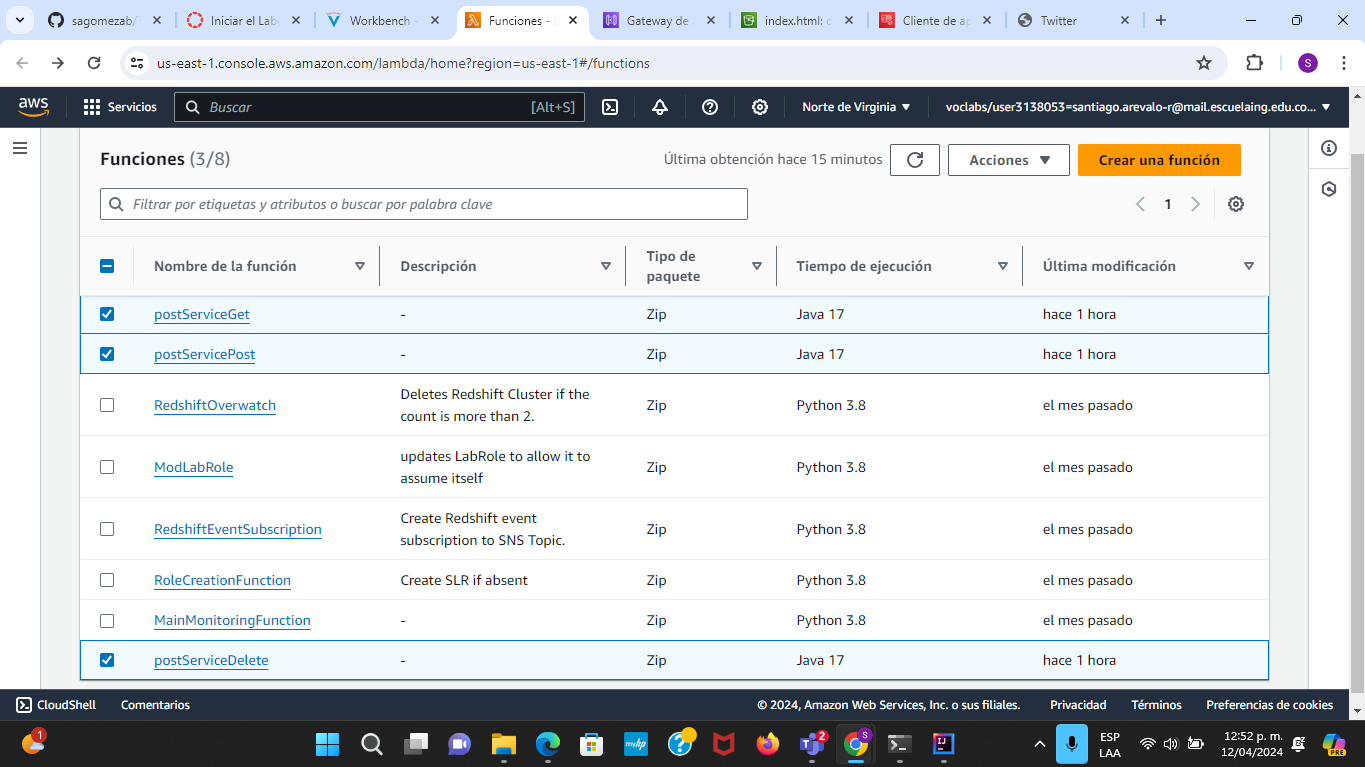 sagomezab/
Iniciar el Lab
Workbench -
Funciones - L
Gateway de
index.html: o
Cliente de ap
Twitter
us-east-1.console.aws.amazon.com/lambda/home?region=us-east-1#/functions
S
aws
Servicios
Buscar
[Alt+S]
Norte de Virginia
voclabs/user3138053=santiago.arevalo-r@mail.escuelaing.edu.co...
Funciones (3/8)
Última obtención hace 15 minutos
Acciones
Crear una función
Filtrar por etiquetas y atributos o buscar por palabra clave
1
Nombre de la función
Descripción
Tipo de
paquete
Tiempo de ejecución
Última modificación
postServiceGet - Zip Java 17 hace 1 hora
postServicePost - Zip Java 17 hace 1 hora
RedshiftOverwatch
Deletes Redshift Cluster if the
count is more than 2.
Zip Python 3.8 el mes pasado
ModLabRole
updates LabRole to allow it to
assume itself
Zip Python 3.8 el mes pasado
RedshiftEventSubscription
Create Redshift event
subscription to SNS Topic.
Zip Python 3.8 el mes pasado
RoleCreationFunction Create SLR if absent Zip Python 3.8 el mes pasado
MainMonitoringFunction - Zip Python 3.8 el mes pasado
postServiceDelete - Zip Java 17 hace 1 hora
CloudShell
Comentarios
© 2024, Amazon Web Services, Inc. o sus filiales.
Privacidad
Términos
Preferencias de cookies
1
myhp
2
S
IJ
ESP
LAA
12:52 p. m.
12/04/2024
PRE